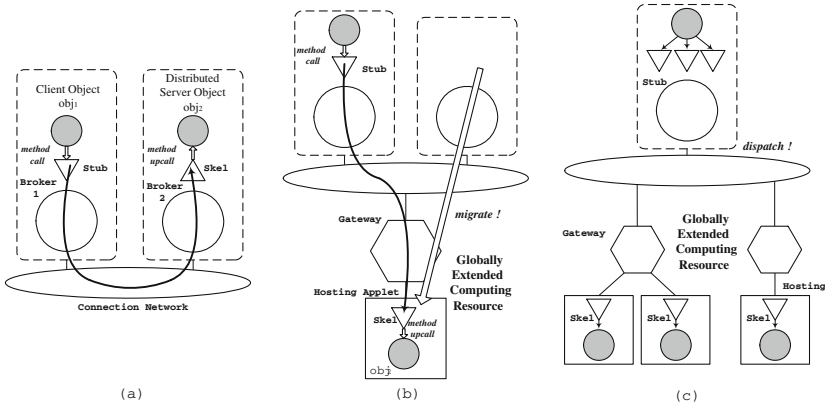 Client Object
obj1
method
call
Stub
Broker
1
Distributed
Server Object
obj2
method
upcall
Skel
Broker
2
Connection Network
(a)
method
call
Stub
migrate !
Gateway
Globally
Extended
Computing
Resource
Hosting Applet
Skel
method
upcall
obj
(b)
Stub
dispatch !
Gateway
Globally
Extended
Computing
Resource
Hosting
Skel
Skel
Skel
(c)